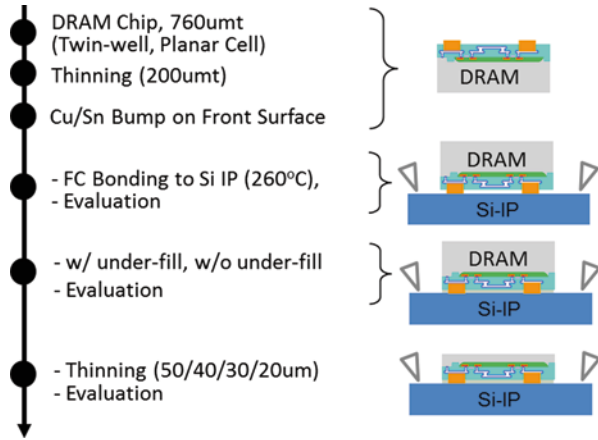 DRAM Chip, 760umt
(Twin-well, Planar Cell)
Thinning (200umt)
Cu/Sn Bump on Front Surface
DRAM
- FC Bonding to Si IP (260°C),
- Evaluation
DRAM
Si-IP
- w/ under-fill, w/o under-fill
- Evaluation
DRAM
Si-IP
- Thinning (50/40/30/20um)
- Evaluation
Si-IP